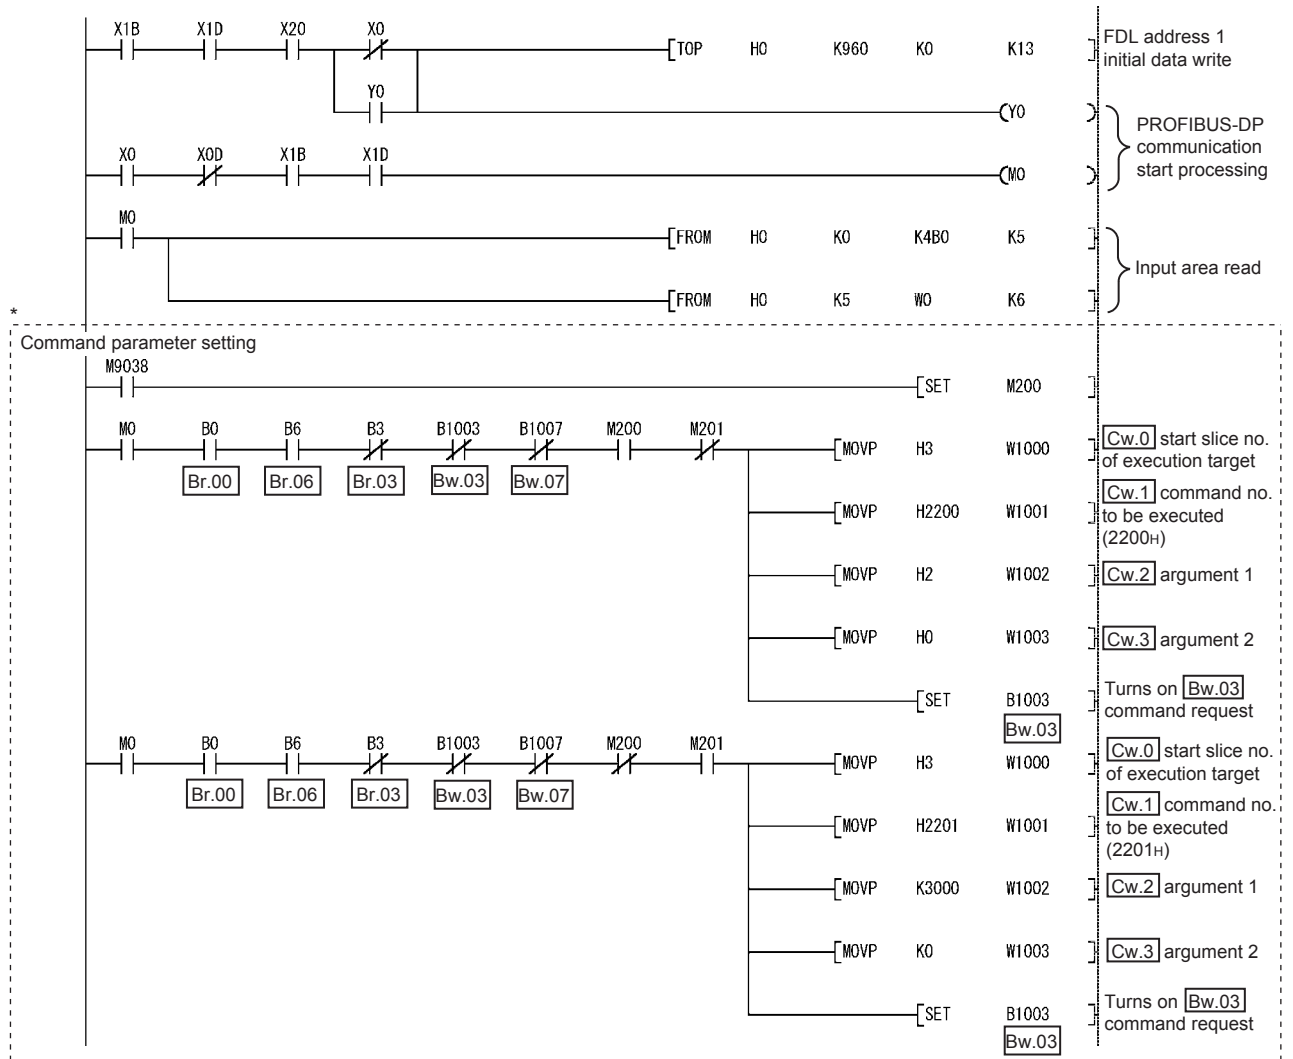 X1B X1D X20 X0
[TOP H0 K960 K0 K13 ]
FDL address 1
initial data write
Y0
(Y0 )
PROFIBUS-DP
communication
start processing
X0 X0D X1B X1D
(M0 )
M0
[FROM H0 K0 K4B0 K5 ]
Input area read
[FROM H0 K5 W0 K6 ]
*
Command parameter setting
M9038
[SET M200 ]
M0 B0 B6 B3 B1003 B1007 M200 M201
Br.00 Br.06 Br.03 Bw.03 Bw.07
[MOVP H3 W1000 ]
Cw.0 start slice no.
of execution target
[MOVP H2200 W1001 ]
Cw.1 command no.
to be executed
(2200H)
[MOVP H2 W1002 ]
Cw.2 argument 1
[MOVP H0 W1003 ]
Cw.3 argument 2
[SET B1003 ]
Bw.03
Turns on Bw.03
command request
M0 B0 B6 B3 B1003 B1007 M200 M201
Br.00 Br.06 Br.03 Bw.03 Bw.07
[MOVP H3 W1000 ]
Cw.0 start slice no.
of execution target
[MOVP H2201 W1001 ]
Cw.1 command no.
to be executed
(2201H)
[MOVP K3000 W1002 ]
Cw.2 argument 1
[MOVP K0 W1003 ]
Cw.3 argument 2
[SET B1003 ]
Bw.03
Turns on Bw.03
command request